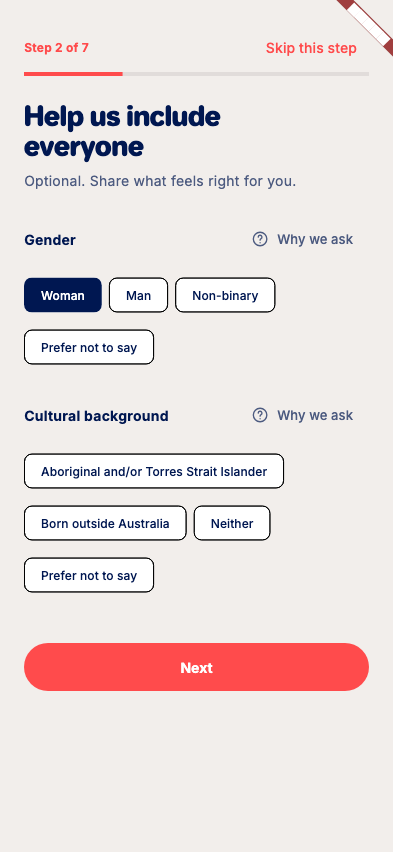 Step 2 of 7
Skip this step
Help us include
everyone
Optional. Share what feels right for you.
Gender
Why we ask
Woman
Man
Non-binary
Prefer not to say
Cultural background
Why we ask
Aboriginal and/or Torres Strait Islander
Born outside Australia
Neither
Prefer not to say
Next